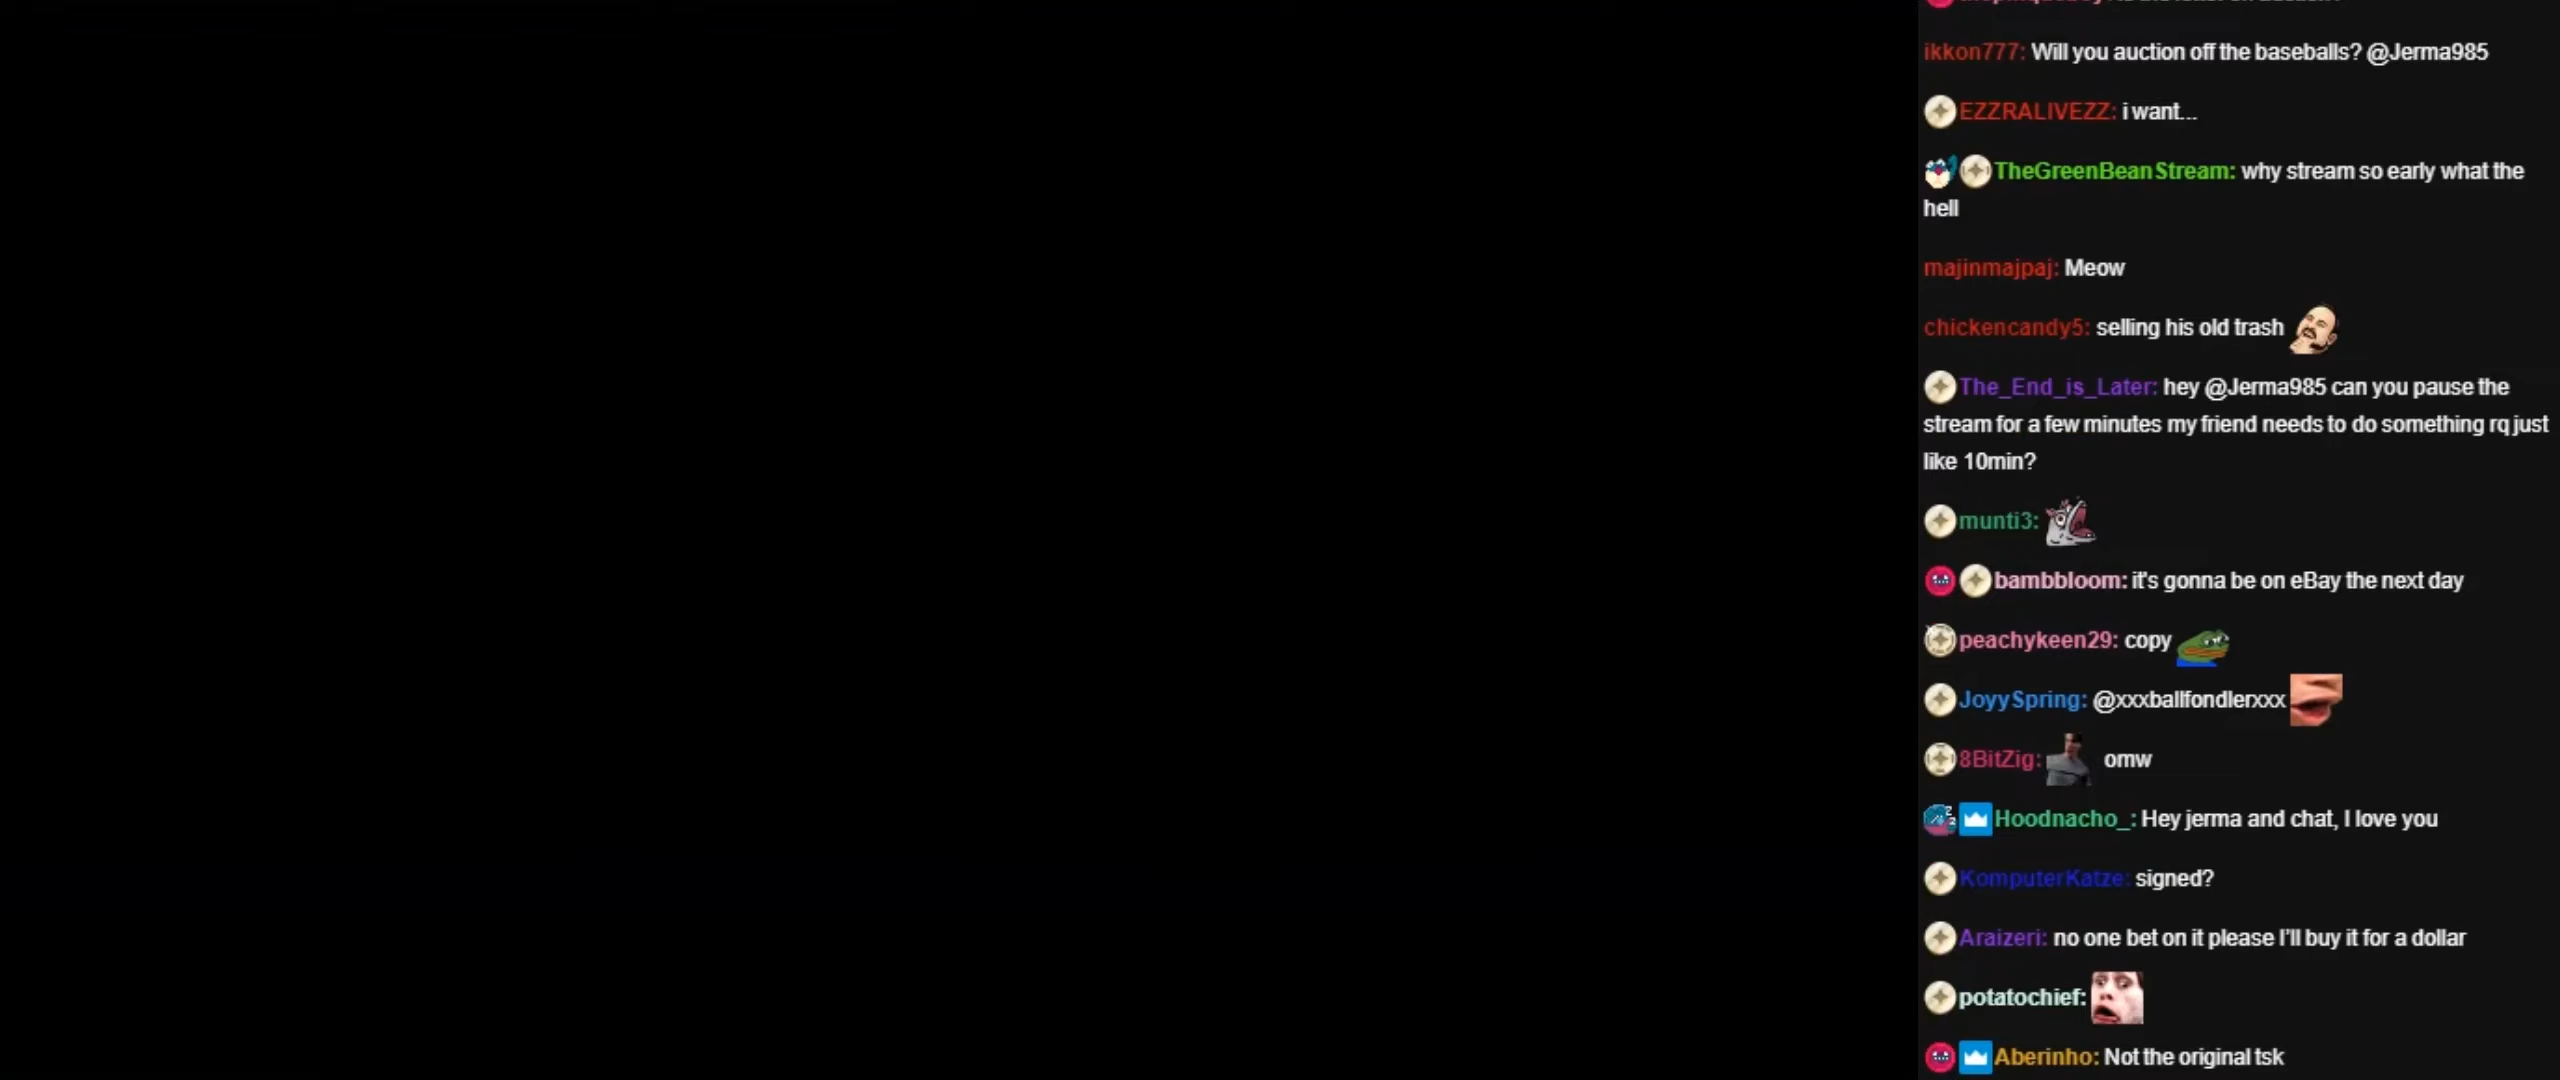 ikkon777: Will you auction off the baseballs? @Jerma985
EZZRALIVEZZ: i want...
TheGreenBeanStream: why stream so early what the
hell
majinmajpaj: Meow
chickencandy5: selling his old trash
The_End_is_Later: hey @Jerma985 can you pause the
stream for a few minutes my friend needs to do something rq just
like 10min?
munti3:
bambbloom: it's gonna be on eBay the next day
peachykeen29: copy
JoyySpring: @xxxballfondlerxxx
8BitZig: omw
Hoodnacho_: Hey jerma and chat, I love you
KomputerKatze: signed?
Araizeri: no one bet on it please I'll buy it for a dollar
potatochief:
Aberinho: Not the original tsk